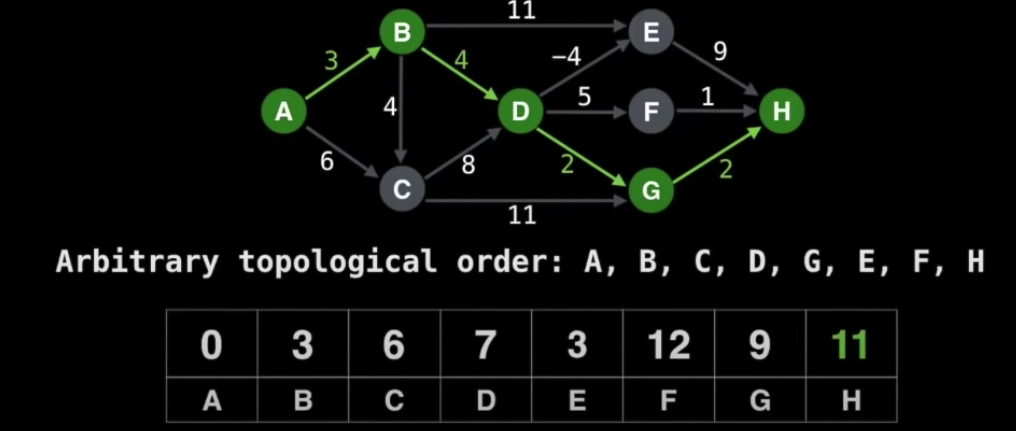 11
B E
3 4 −4 9
A 4 D 5 F 1 H
6 8 2 2
C G
11
Arbitrary topological order: A, B, C, D, G, E, F, H
0 3 6 7 3 12 9 11
A B C D E F G H